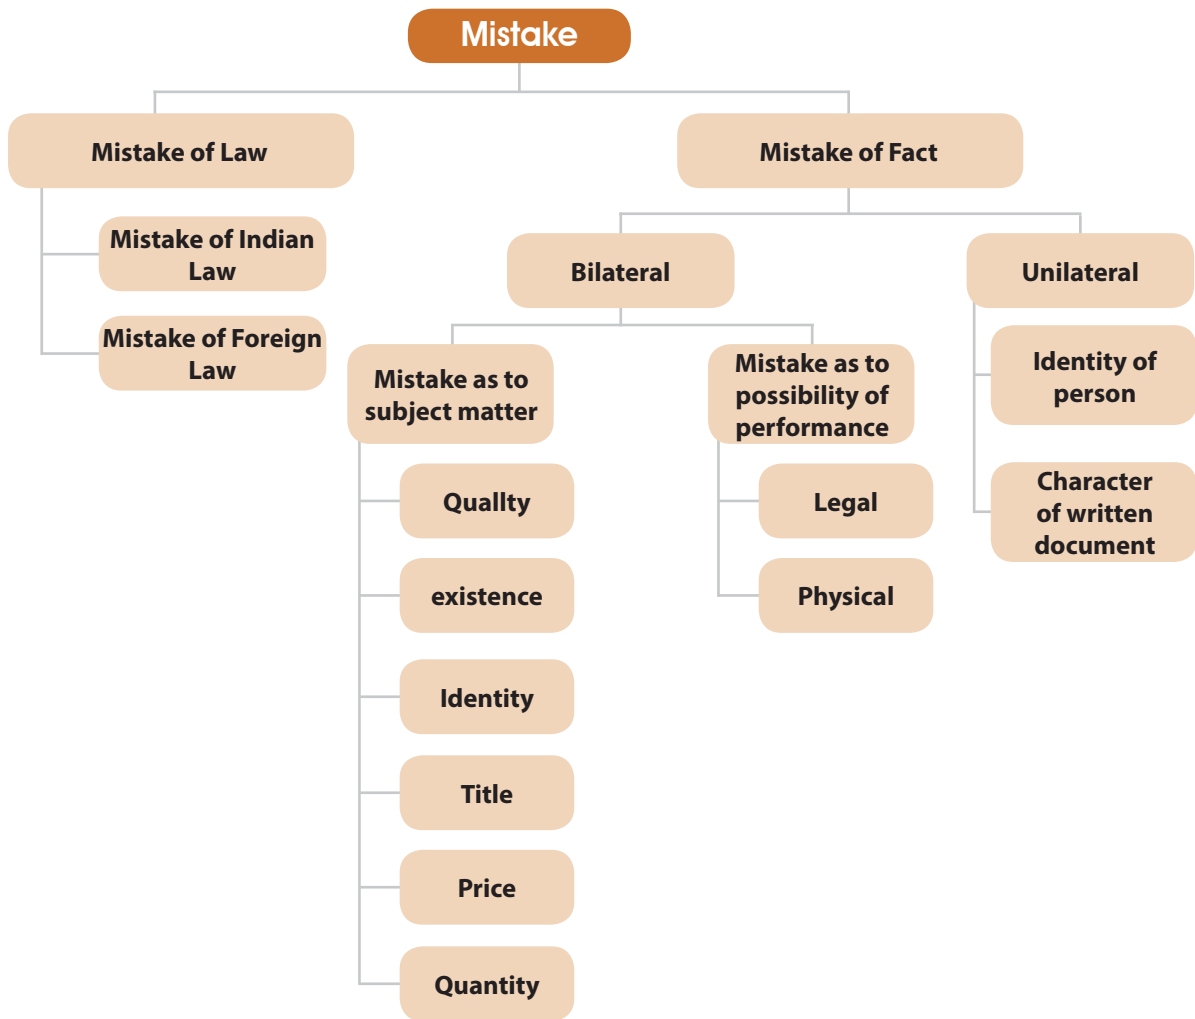 Mistake
Mistake of Law
Mistake of Fact
Mistake of Indian
Law
Mistake of Foreign
Law
Bilateral
Unilateral
Mistake as to
subject matter
Mistake as to
possibility of
performance
Identity of
person
Character
of written
document
Quallty
existence
Identity
Title
Price
Quantity
Legal
Physical